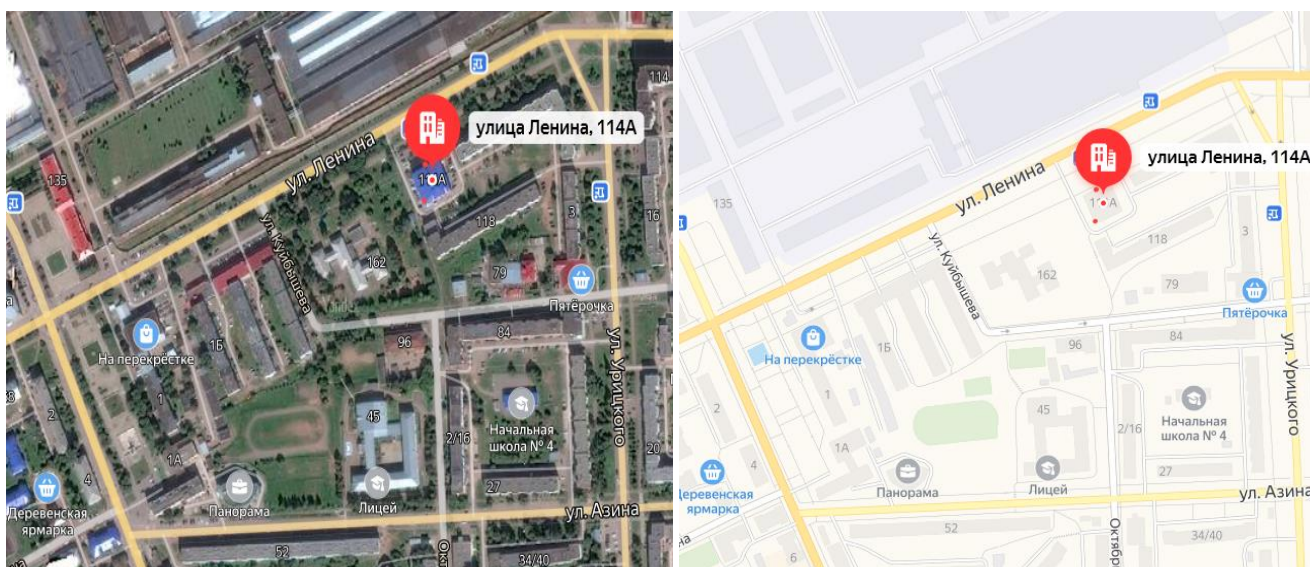 114
улица Ленина, 114А
ул. Ленина
135
118
3
16
ул. Куйбышева
162
79
Пятёрочка
На перекрёстке
1Б
96
84
ул. Урицкого
2
1
45
Начальная
школа № 4
2/16
20
1А
4
27
Деревенская
ярмарка
Панорама
Лицей
ул. Азина
52
34/40
улица Ленина, 114А
ул. Ленина
135
118
3
ул. Куйбышева
162
79
Пятёрочка
На перекрёстке
1Б
96
84
ул. Урицкого
2
1
45
Начальная
школа № 4
2/16
1А
4
27
Деревенская
ярмарка
Панорама
Лицей
ул. Азина
52
34/40
6